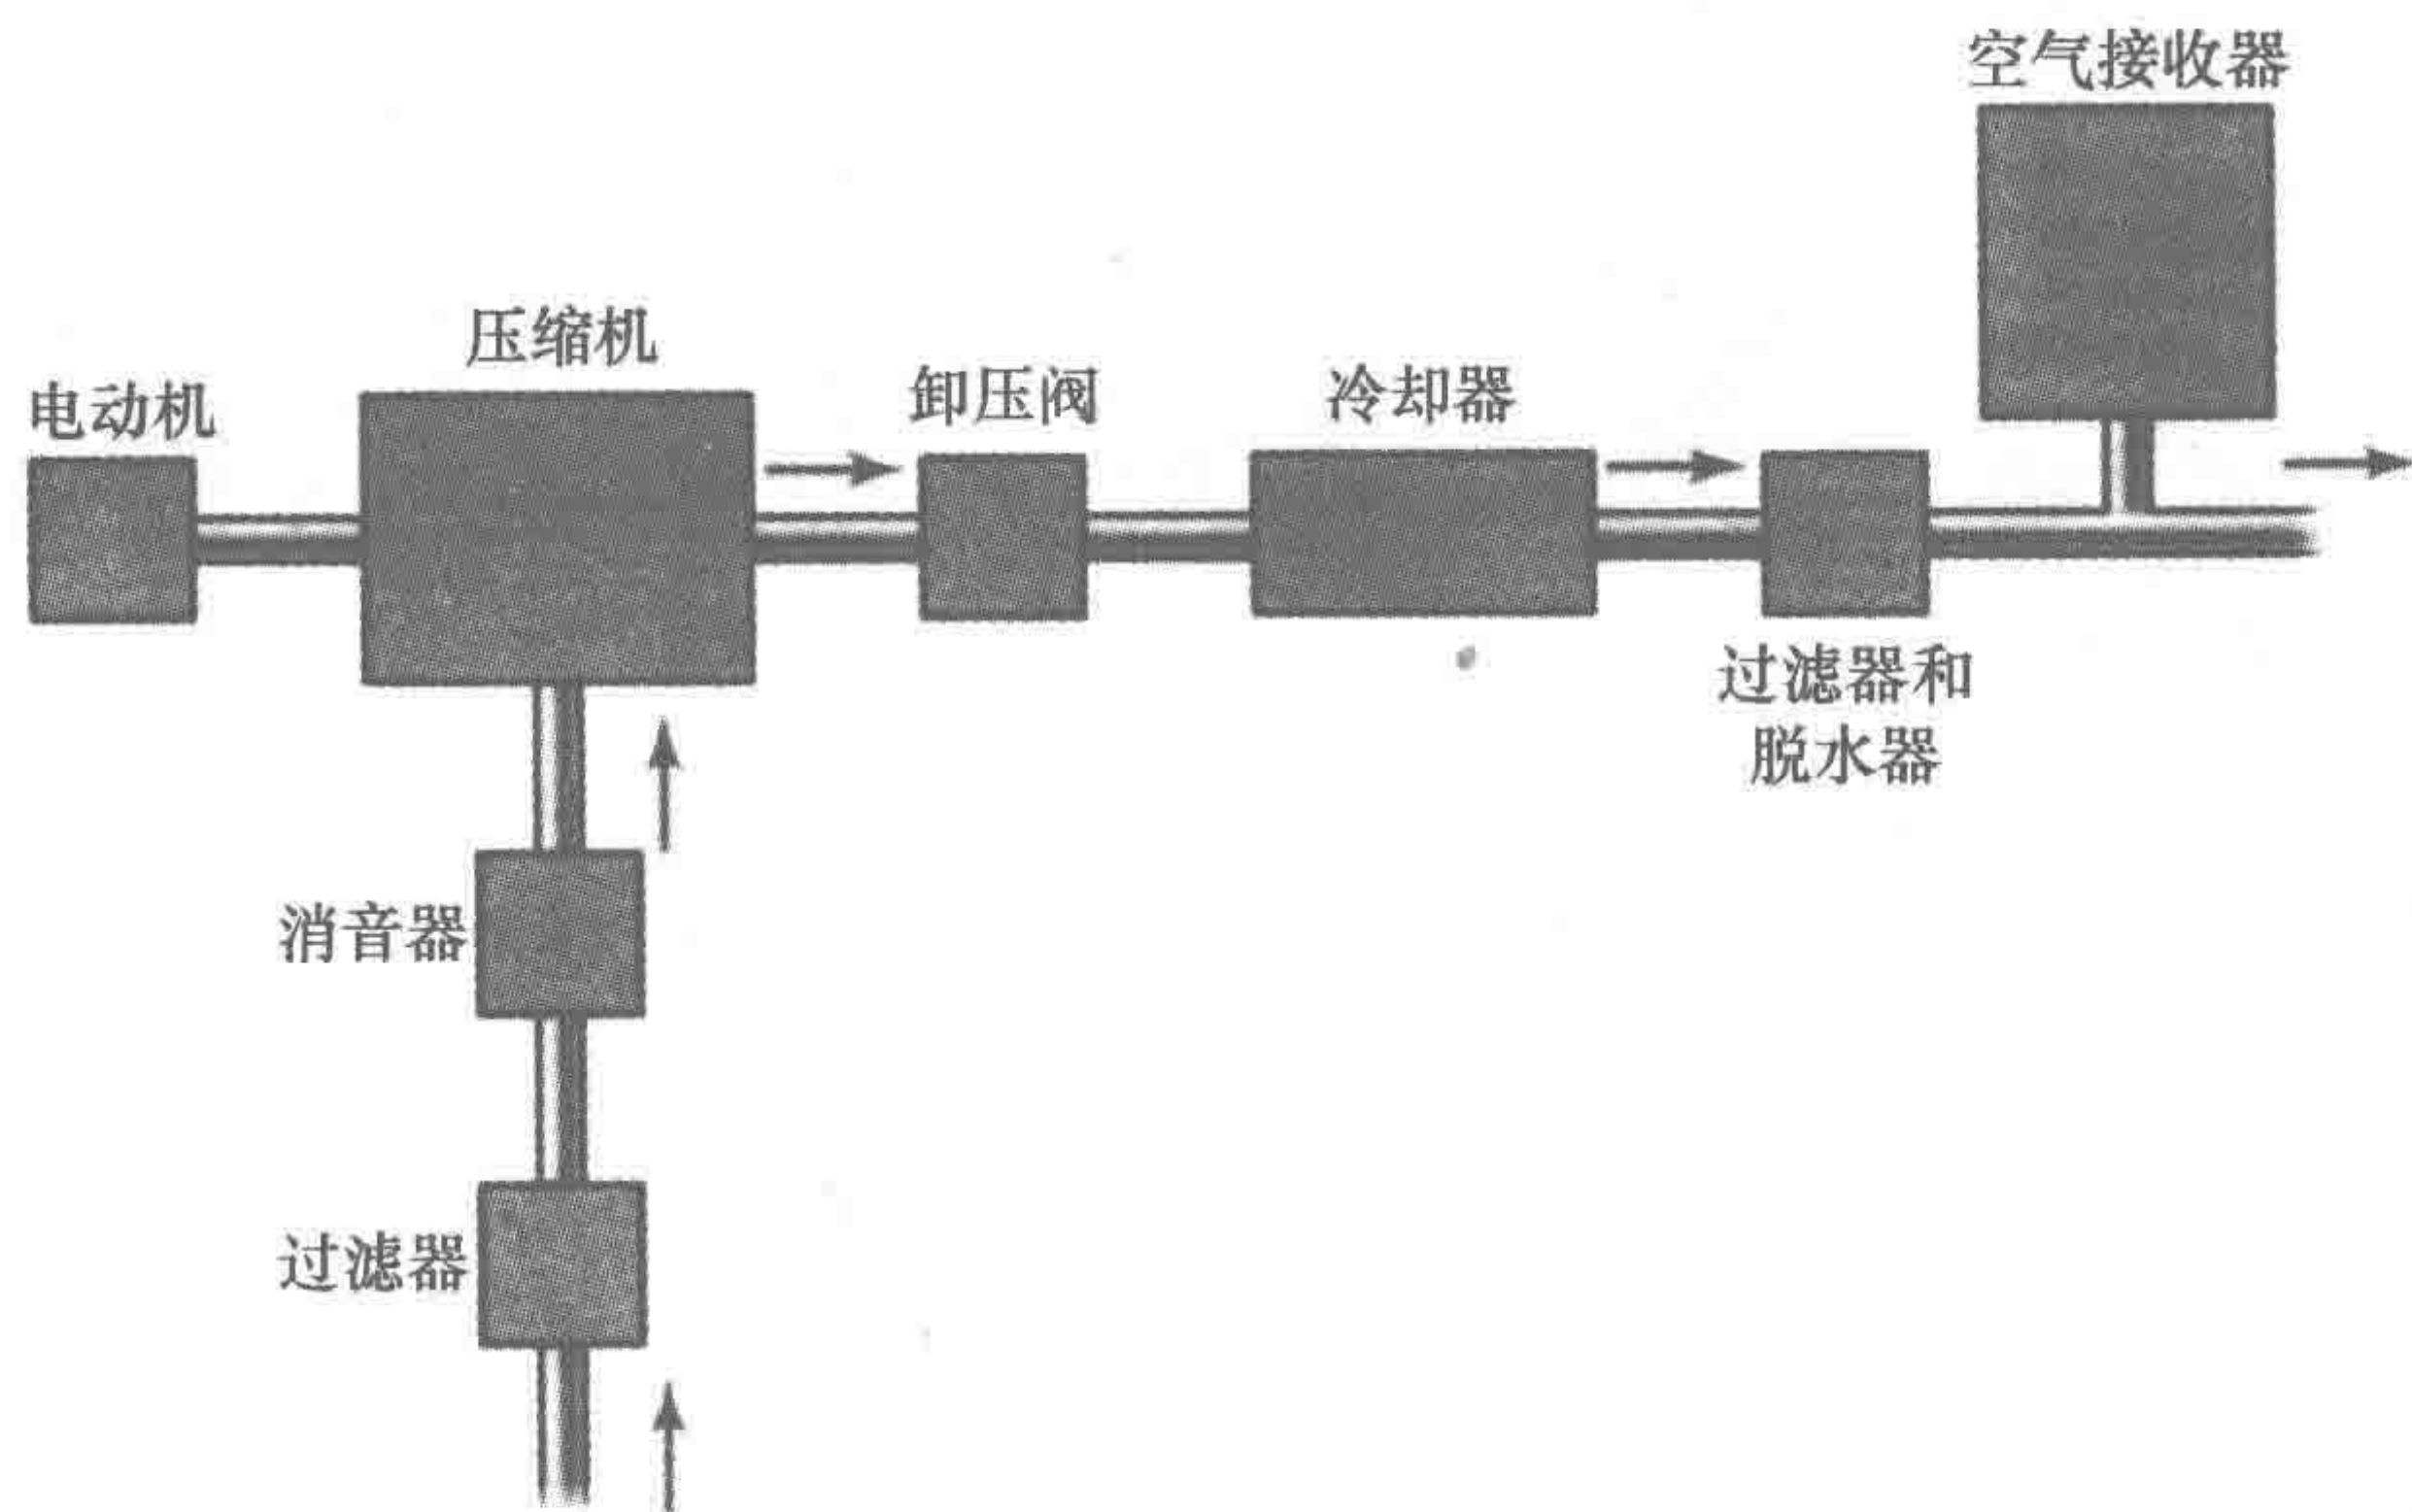 空气接收器
压缩机
电动机
卸压阀
冷却器
过滤器和
脱水器
消音器
过滤器